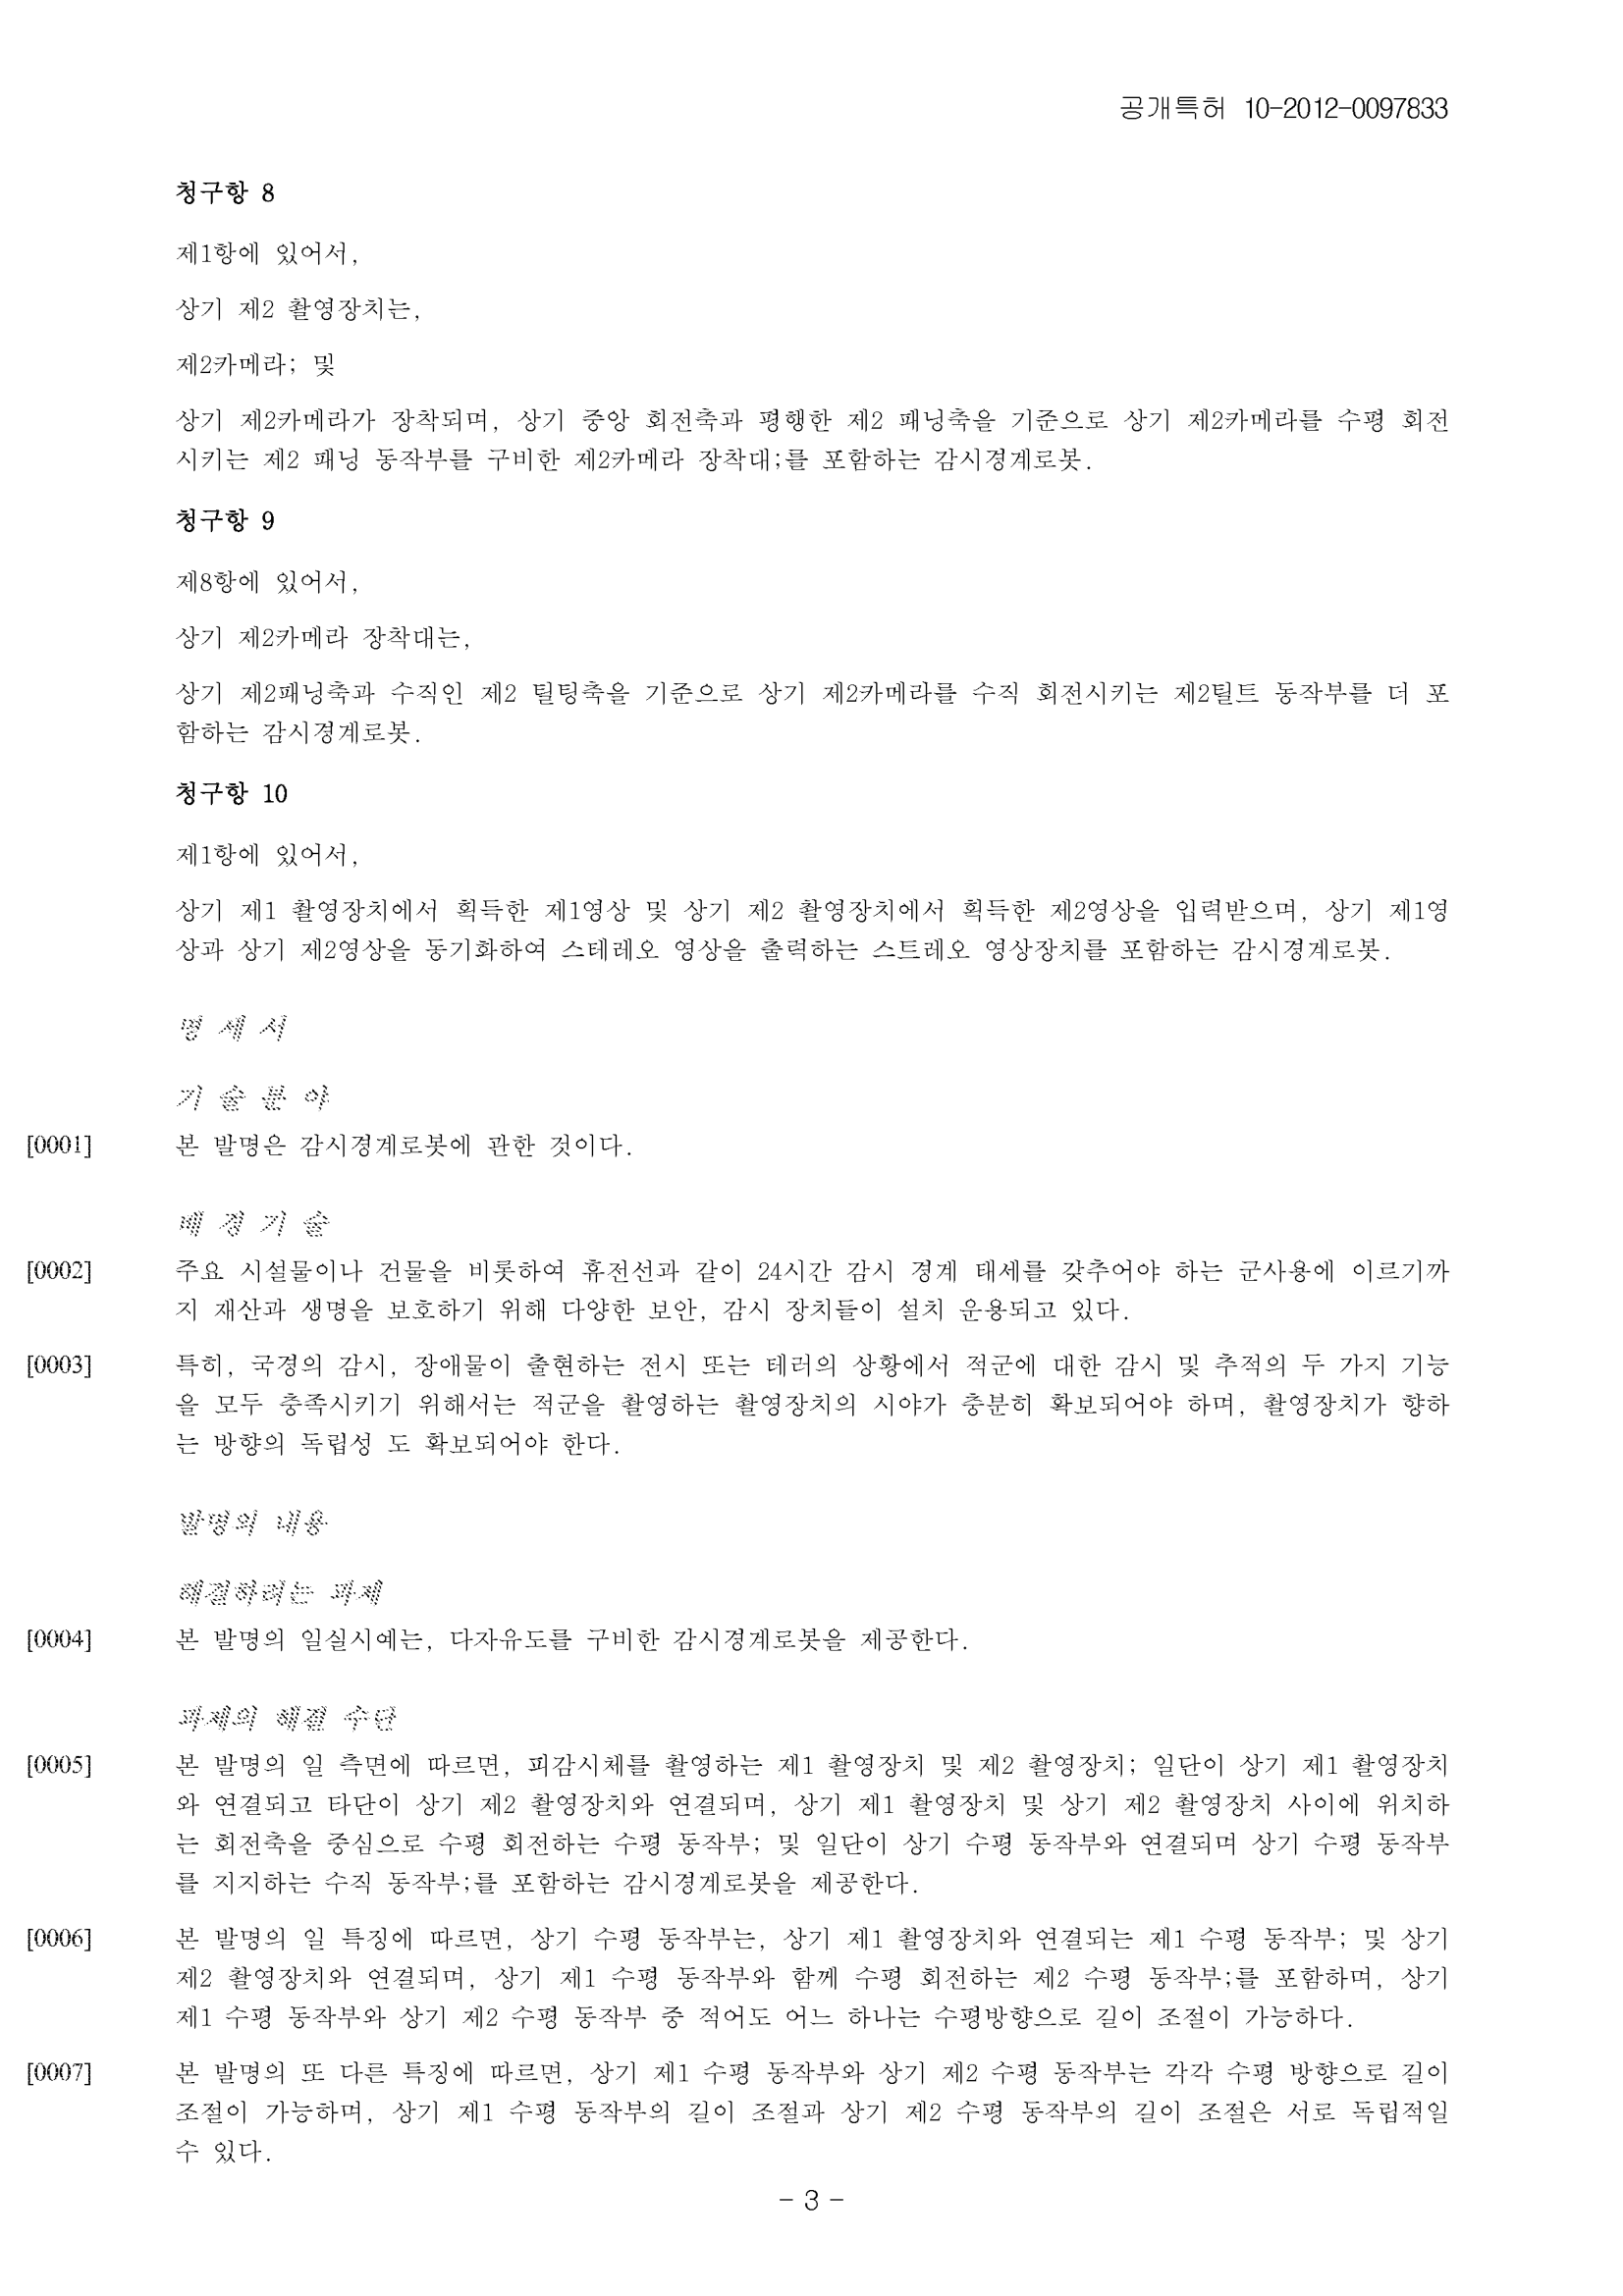 공개특허 10-2012-0097833
청구항 8
제1항에 있어서,
상기 제2 촬영장치는,
제2카메라; 및
상기 제2카메라가 장착되며, 상기 중앙 회전축과 평행한 제2 패닝축을 기준으로 상기 제2카메라를 수평 회전
시키는 제2 패닝 동작부를 구비한 제2카메라 장착대;를 포함하는 감시경계로봇.
청구항 9
제8항에 있어서,
상기 제2카메라 장착대는,
상기 제2패닝축과 수직인 제2 틸팅축을 기준으로 상기 제2카메라를 수직 회전시키는 제2틸트 동작부를 더 포
함하는 감시경계로봇.
청구항 10
제1항에 있어서,
상기 제1 촬영장치에서 획득한 제1영상 및 상기 제2 촬영장치에서 획득한 제2영상을 입력받으며, 상기 제1영
상과 상기 제2영상을 동기화하여 스테레오 영상을 출력하는 스트레오 영상장치를 포함하는 감시경계로봇.
명 세 서
기 술 분 야
[0001] 본 발명은 감시경계로봇에 관한 것이다.
배 경 기 술
[0002] 주요 시설물이나 건물을 비롯하여 휴전선과 같이 24시간 감시 경계 태세를 갖추어야 하는 군사용에 이르기까
지 재산과 생명을 보호하기 위해 다양한 보안, 감시 장치들이 설치 운용되고 있다.
[0003] 특히, 국경의 감시, 장애물이 출현하는 전시 또는 테러의 상황에서 적군에 대한 감시 및 추적의 두 가지 기능
을 모두 충족시키기 위해서는 적군을 촬영하는 촬영장치의 시야가 충분히 확보되어야 하며, 촬영장치가 향하
는 방향의 독립성 도 확보되어야 한다.
발명의 내용
해결하려는 과제
[0004] 본 발명의 일실시예는, 다자유도를 구비한 감시경계로봇을 제공한다.
과제의 해결 수단
[0005] 본 발명의 일 측면에 따르면, 피감시체를 촬영하는 제1 촬영장치 및 제2 촬영장치; 일단이 상기 제1 촬영장치
와 연결되고 타단이 상기 제2 촬영장치와 연결되며, 상기 제1 촬영장치 및 상기 제2 촬영장치 사이에 위치하
는 회전축을 중심으로 수평 회전하는 수평 동작부; 및 일단이 상기 수평 동작부와 연결되며 상기 수평 동작부
를 지지하는 수직 동작부;를 포함하는 감시경계로봇을 제공한다.
[0006] 본 발명의 일 특징에 따르면, 상기 수평 동작부는, 상기 제1 촬영장치와 연결되는 제1 수평 동작부; 및 상기
제2 촬영장치와 연결되며, 상기 제1 수평 동작부와 함께 수평 회전하는 제2 수평 동작부;를 포함하며, 상기
제1 수평 동작부와 상기 제2 수평 동작부 중 적어도 어느 하나는 수평방향으로 길이 조절이 가능하다.
[0007] 본 발명의 또 다른 특징에 따르면, 상기 제1 수평 동작부와 상기 제2 수평 동작부는 각각 수평 방향으로 길이
조절이 가능하며, 상기 제1 수평 동작부의 길이 조절과 상기 제2 수평 동작부의 길이 조절은 서로 독립적일
수 있다.
- 3 -